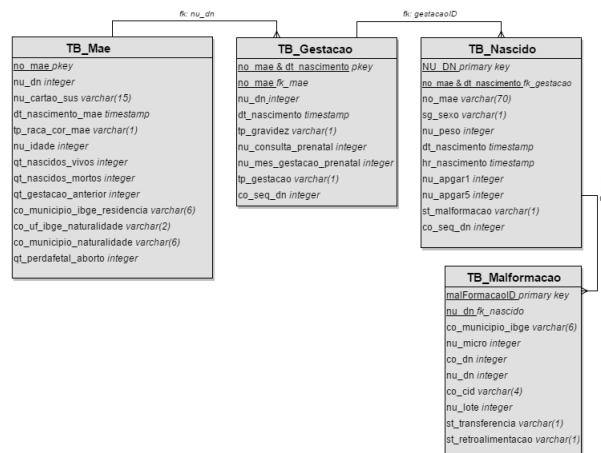 fk: nu_dn
fk: gestacaoID
TB_Mae
no_mae pkey
nu_dn integer
nu_cartao_sus varchar(15)
dt_nascimento_mae timestamp
tp_raca_cor_mae varchar(1)
nu_idade integer
qt_nascidos_vivos integer
qt_nascidos_mortos integer
qt_gestacao_anterior integer
co_municipio_ibge_residencia varchar(6)
co_uf_ibge_naturalidade varchar(2)
co_municipio_naturalidade varchar(6)
qt_perdafetal_aborto integer
TB_Gestacao
no_mae & dt_nascimento pkey
no_mae fk_mae
nu_dn integer
dt_nascimento timestamp
tp_gravidez varchar(1)
nu_consulta_prenatal integer
nu_mes_gestacao_prenatal integer
tp_gestacao varchar(1)
co_seq_dn integer
TB_Nascido
NU_DN primary key
no_mae & dt_nascimento fk_gestacao
no_mae varchar(70)
sg_sexo varchar(1)
nu_peso integer
dt_nascimento timestamp
hr_nascimento timestamp
nu_apgar1 integer
nu_apgar5 integer
st_malformacao varchar(1)
co_seq_dn integer
TB_Malformacao
malFormacaoID primary key
nu_dn fk_nascido
co_municipio_ibge varchar(6)
nu_micro integer
co_dn integer
nu_dn integer
co_cid varchar(4)
nu_lote integer
st_transferencia varchar(1)
st_retroalimentacao varchar(1)